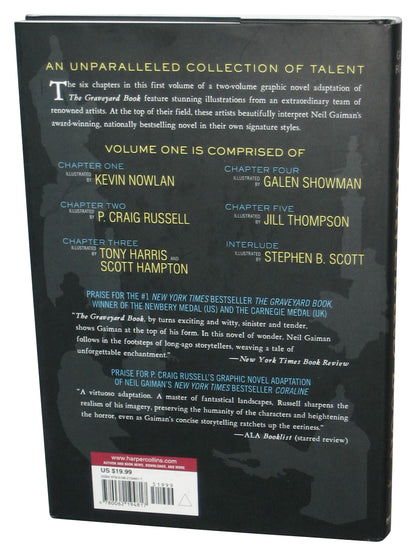 AN UNPARALLELED COLLECTION OF TALENT
The six chapters in this first volume of a two-volume graphic novel adaptation of
The Graveyard Book feature stunning illustrations from an extraordinary team of
renowned artists. At the top of their field, these artists beautifully interpret Neil Gaiman's
award-winning, nationally bestselling novel in their own signature styles.
VOLUME ONE IS COMPRISED OF
CHAPTER ONE
ILLUSTRATED BY KEVIN NOWLAN
CHAPTER TWO
ILLUSTRATED BY P. CRAIG RUSSELL
CHAPTER THREE
ILLUSTRATED BY TONY HARRIS AND
SCOTT HAMPTON
CHAPTER FOUR
ILLUSTRATED BY GALEN SHOWMAN
CHAPTER FIVE
ILLUSTRATED BY JILL THOMPSON
INTERLUDE
ILLUSTRATED BY STEPHEN B. SCOTT
PRAISE FOR THE #1 NEW YORK TIMES BESTSELLER THE GRAVEYARD BOOK,
WINNER OF THE NEWBERY MEDAL (US) AND THE CARNEGIE MEDAL (UK)
"The Graveyard Book by turns exciting and witty, sinister and tender,
shows Gaiman at the top of his form. In this novel of wonder, Neil Gaiman
follows in the footsteps of long-ago storytellers, weaving a tale of
unforgettable enchantment."
—New York Times Book Review
PRAISE FOR P. CRAIG RUSSELL'S GRAPHIC NOVEL ADAPTATION
OF NEIL GAIMAN'S NEW YORK TIMES BESTSELLER CORALINE
"A virtuoso adaptation. A master of fantastical landscapes, Russell sharpens the
realism of his imagery, preserving the humanity of the characters and heightening
the horror, even as Gaiman's concise storytelling ratchets up the eeriness."
—ALA Booklist (starred review)
www.harpercollins.com
AUTHOR AND BOOK NEWS, DOWNLOADS, AND MORE
US $19.99
51999
9 780062 194817